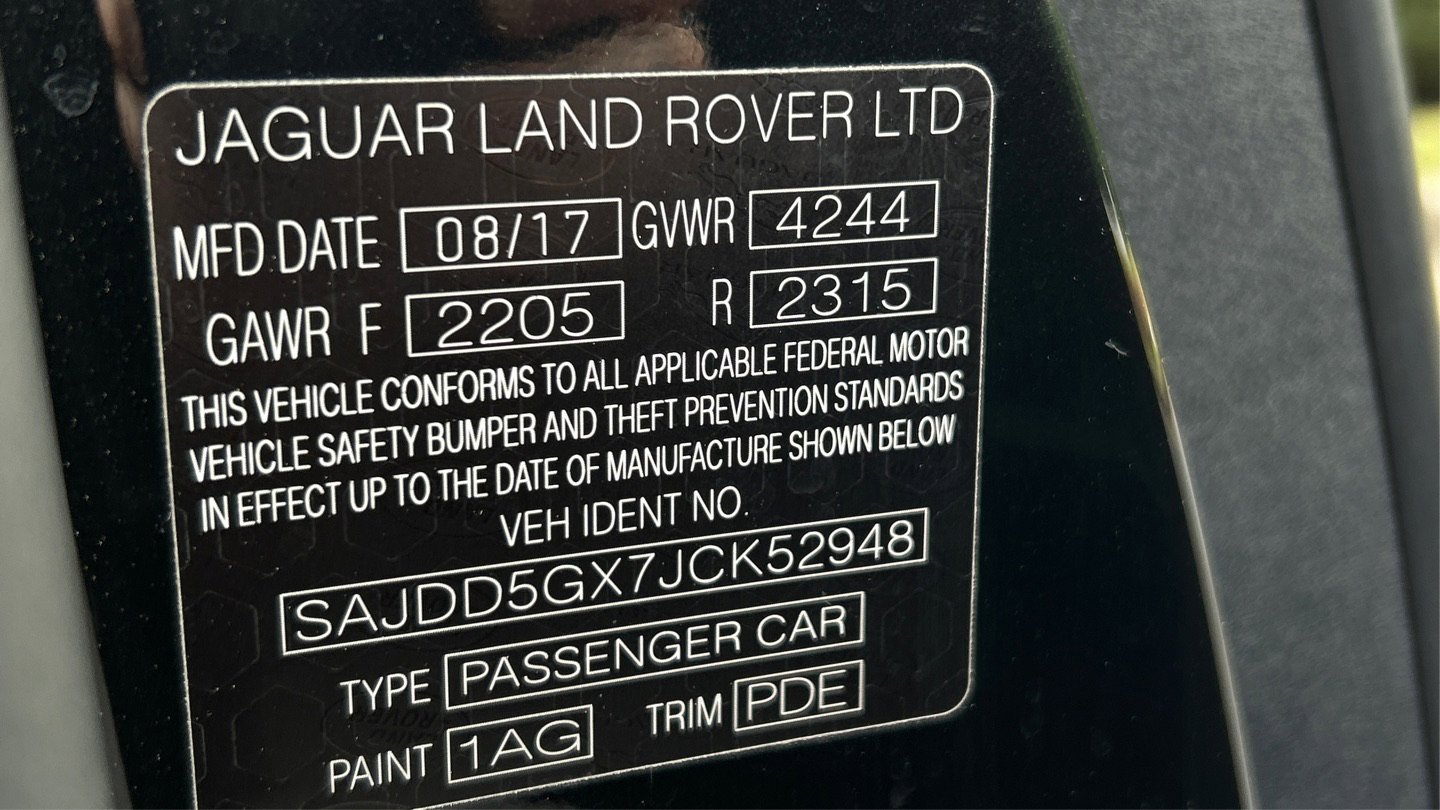 JAGUAR LAND ROVER LTD
MFD DATE 08/17 GVWR 4244
GAWR F 2205 R 2315
THIS VEHICLE CONFORMS TO ALL APPLICABLE FEDERAL MOTOR
VEHICLE SAFETY BUMPER AND THEFT PREVENTION STANDARDS
IN EFFECT UP TO THE DATE OF MANUFACTURE SHOWN BELOW
VEH IDENT NO.
SAJDD5GX7JCK52948
TYPE PASSENGER CAR
PAINT 1AG TRIM PDE